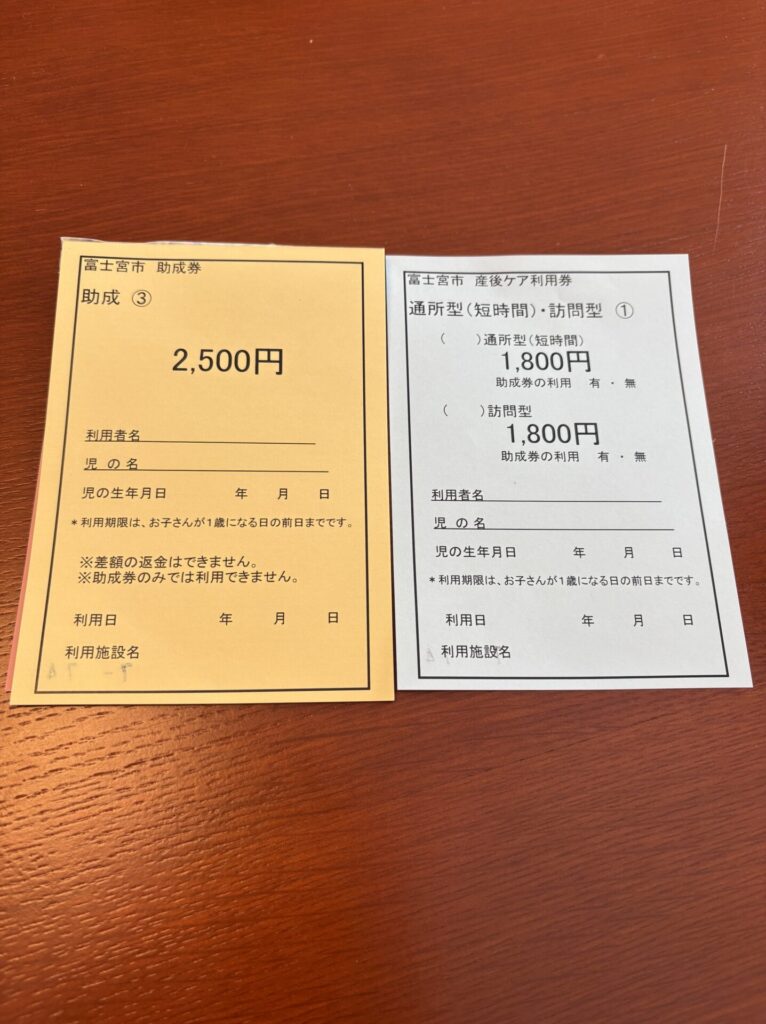 富士宮市 助成券
助成 ③
2,500円
利用者名
児 の 名
児の生年月日 年 月 日
*利用期限は、お子さんが1歳になる日の前日までです。
※差額の返金はできません。
※助成券のみでは利用できません。
利用日 年 月 日
利用施設名
富士宮市 産後ケア利用券
通所型(短時間)・訪問型 ①
( )通所型(短時間)
1,800円
助成券の利用 有 ・ 無
( )訪問型
1,800円
助成券の利用 有 ・ 無
利用者名
児 の 名
児の生年月日 年 月 日
*利用期限は、お子さんが1歳になる日の前日までです。
利用日 年 月 日
利用施設名